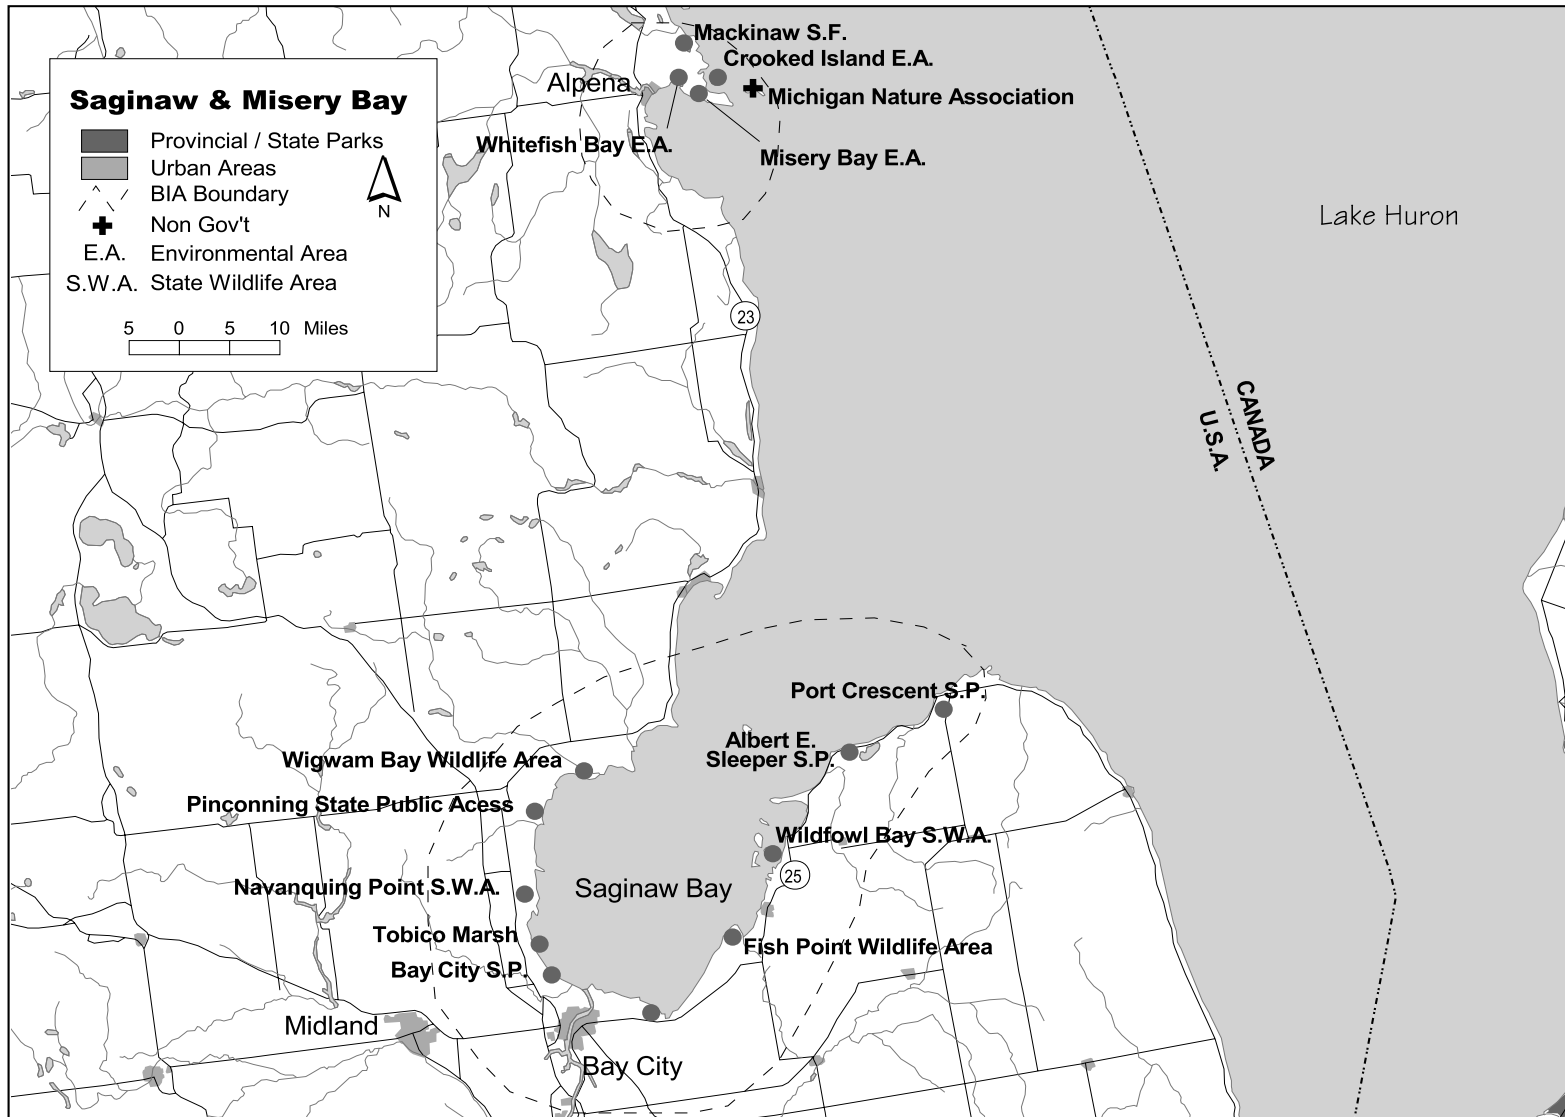 Mackinaw S.F.
Crooked Island E.A.
Alpena
Michigan Nature Association
Whitefish Bay E.A.
Misery Bay E.A.
Saginaw & Misery Bay
Provincial / State Parks
Urban Areas
BIA Boundary
Non Gov't
E.A. Environmental Area
S.W.A. State Wildlife Area
N
5 0 5 10 Miles
Lake Huron
23
CANADA
U.S.A.
Port Crescent S.P.
Albert E.
Sleeper S.P.
Wigwam Bay Wildlife Area
Pinconning State Public Acess
Wildfowl Bay S.W.A.
25
Navanquing Point S.W.A.
Saginaw Bay
Tobico Marsh
Fish Point Wildlife Area
Bay City S.P.
Midland
Bay City